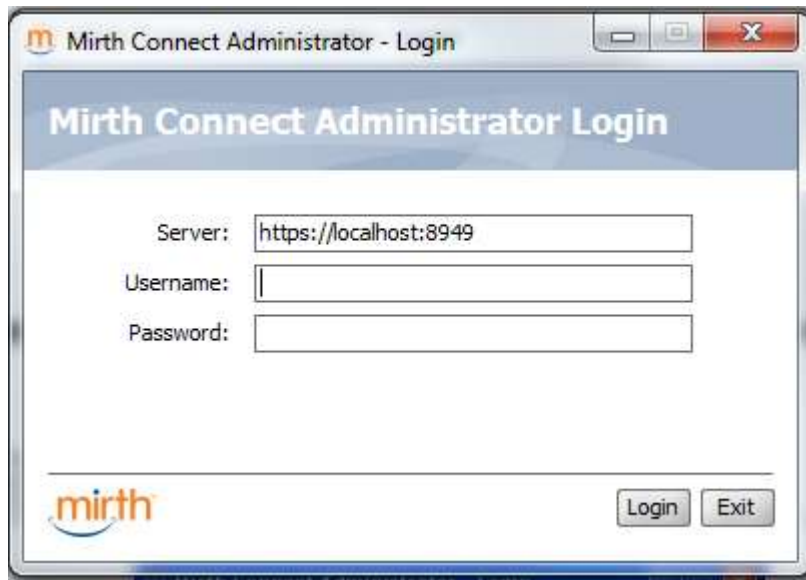 Mirth Connect Administrator - Login
Mirth Connect Administrator Login
Server: https://localhost:8949
Username:
Password:
mirth
Login Exit